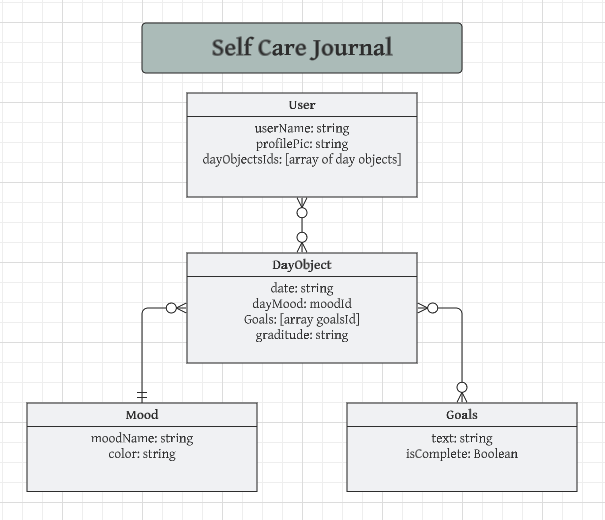 Self Care Journal
User
userName: string
profilePic: string
dayObjectsIds: [array of day objects]
DayObject
date: string
dayMood: moodId
Goals: [array goalsId]
graditude: string
Mood
moodName: string
color: string
Goals
text: string
isComplete: Boolean